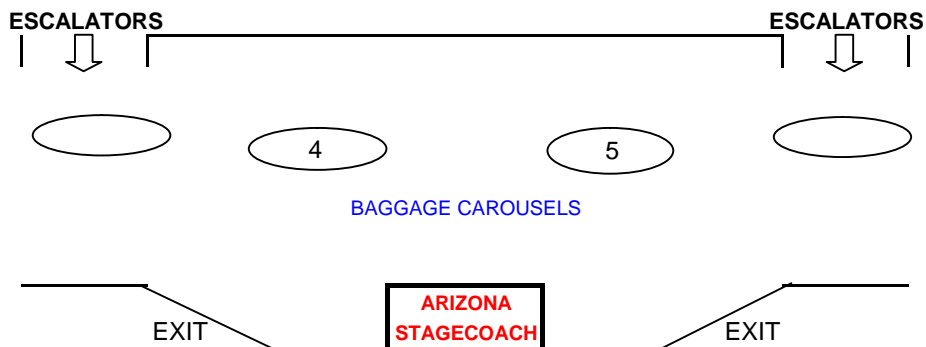 ESCALATORS ESCALATORS
4 5
BAGGAGE CAROUSELS
ARIZONA
STAGECOACH
EXIT EXIT